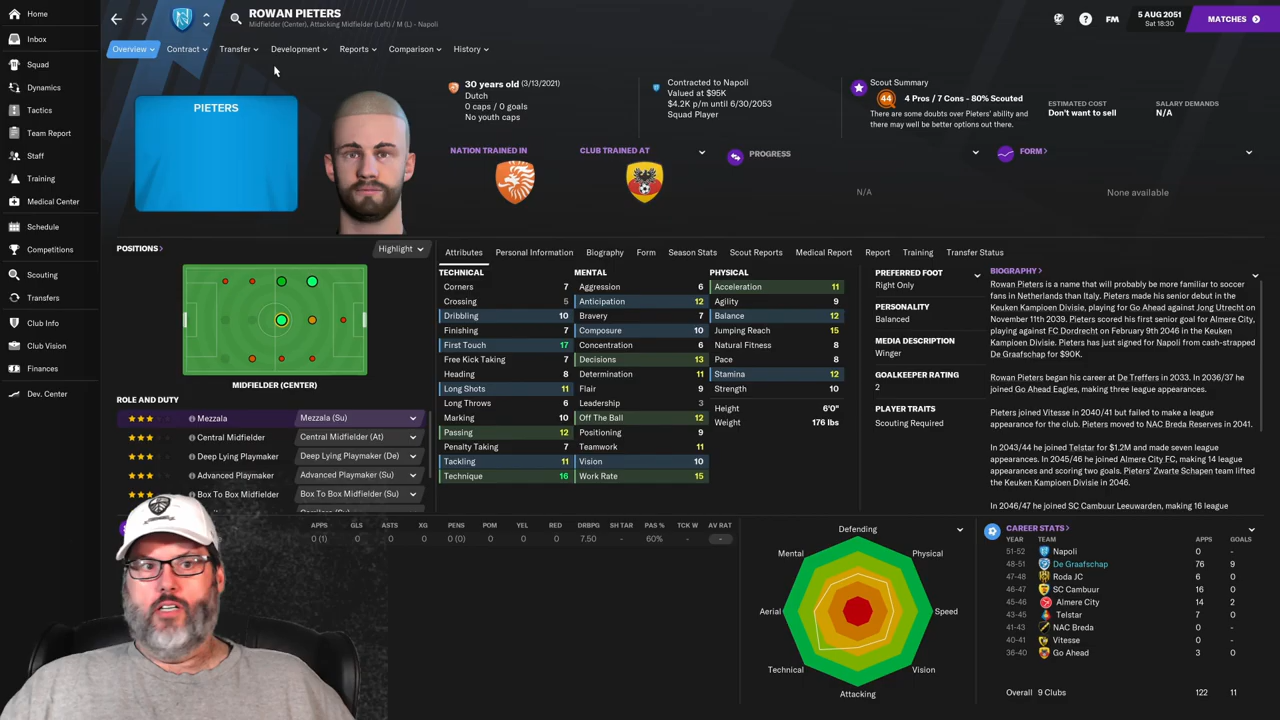 Home
Inbox
Squad
Dynamics
Tactics
Team Report
Staff
Training
Medical Center
Schedule
Competitions
Scouting
Transfers
Club Info
Club Vision
Finances
Dev. Center
ROWAN PIETERS
Midfielder (Center), Attacking Midfielder (Left) / M (L) - Napoli
FM
5 AUG 2051
Sat 18:30
MATCHES
Overview
Contract
Transfer
Development
Reports
Comparison
History
PIETERS
30 years old (3/13/2021)
Dutch
0 caps / 0 goals
No youth caps
Contracted to Napoli
Valued at $95K
$4.2K p/m until 6/30/2053
Squad Player
Scout Summary
44
4 Pros / 7 Cons - 80% Scouted
There are some doubts over Pieters' ability and
there may well be better options out there.
ESTIMATED COST
Don't want to sell
SALARY DEMANDS
N/A
NATION TRAINED IN
CLUB TRAINED AT
PROGRESS
N/A
FORM
None available
POSITIONS
Highlight
MIDFIELDER (CENTER)
ROLE AND DUTY
Mezzala Mezzala (Su)
Central Midfielder Central Midfielder (At)
Deep Lying Playmaker Deep Lying Playmaker (De)
Advanced Playmaker Advanced Playmaker (Su)
Box To Box Midfielder Box To Box Midfielder (Su)
Attributes Personal Information Biography Form Season Stats Scout Reports Medical Report Report Training Transfer Status
TECHNICAL
Corners 7
Crossing 5
Dribbling 10
Finishing 7
First Touch 17
Free Kick Taking 7
Heading 8
Long Shots 11
Long Throws 6
Marking 10
Passing 12
Penalty Taking 7
Tackling 11
Technique 16
MENTAL
Aggression 6
Anticipation 12
Bravery 7
Composure 10
Concentration 6
Decisions 13
Determination 11
Flair 9
Leadership 3
Off The Ball 12
Positioning 9
Teamwork 11
Vision 10
Work Rate 15
PHYSICAL
Acceleration 11
Agility 9
Balance 12
Jumping Reach 15
Natural Fitness 8
Pace 8
Stamina 12
Strength 10
Height 6'0"
Weight 176 lbs
PREFERRED FOOT
Right Only
PERSONALITY
Balanced
MEDIA DESCRIPTION
Winger
GOALKEEPER RATING
2
PLAYER TRAITS
Scouting Required
BIOGRAPHY
Rowan Pieters is a name that will be more familiar to soccer
fans in Netherlands than Italy. Pieters made his senior debut in the
Keuken Kampioen Divisie, playing for Go Ahead against Jong Utrecht on
November 11th 2039. Pieters scored his first senior goal for Almere City,
playing against FC Dordrecht on February 9th 2046 in the Keuken
Kampioen Divisie. Pieters has just signed for Napoli from cash-strapped
De Graafschap for $90K.
Rowan Pieters began his career at De Treffers in 2033. In 2036/37 he
joined Go Ahead Eagles, making three league appearances.
Pieters joined Vitesse in 2040/41 but failed to make a league
appearance for the club. Pieters moved to NAC Breda Reserves in 2041.
In 2043/44 he joined Telstar for $1.2M and made seven league
appearances. In 2045/46 he joined Almere City FC, making 14 league
appearances and scoring two goals. Pieters' Zwarte Schapen team lifted
the Keuken Kampioen Divisie in 2046.
In 2046/47 he joined SC Cambuur Leeuwarden, making 16 league
APPS GLS ASTS XG PENS POM YEL RED DRBPG SH TAR PAS % TCK W AV RAT
0 (1) 0 0 0 0 (0) 0 0 0 7.50 - 60% - -
Defending
Physical
Speed
Vision
Attacking
Technical
Aerial
Mental
CAREER STATS
YEAR TEAM APPS GOALS
51-52 Napoli 0 -
48-51 De Graafschap 76 9
47-48 Roda JC 6 0
46-47 SC Cambuur 16 0
45-46 Almere City 14 2
43-45 Telstar 7 0
41-43 NAC Breda 0 -
40-41 Vitesse 0 -
36-40 Go Ahead 3 0
Overall 9 Clubs 122 11